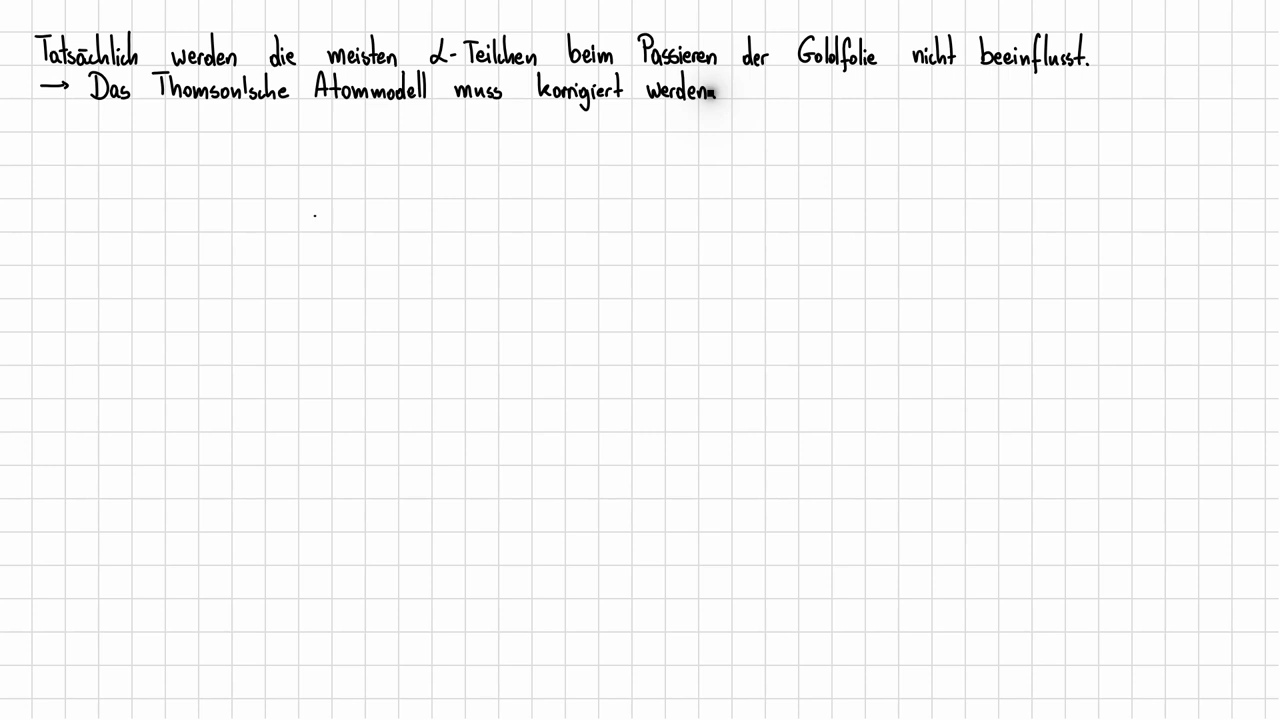 Tatsächlich werden die meisten α-Teilchen beim Passieren der Goldfolie nicht beeinflusst.
→ Das Thomson'sche Atommodell muss korrigiert werden.